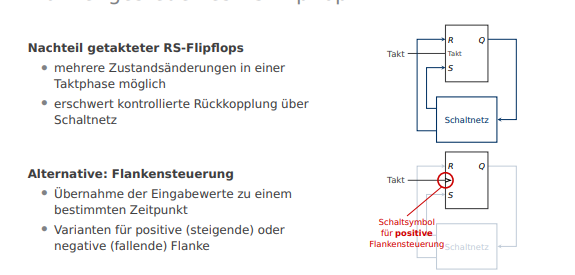 Nachteil getakteter RS-Flipflops
mehrere Zustandsänderungen in einer
Taktphase möglich
erschwert kontrollierte Rückkopplung über
Schaltnetz
R
Q
Takt
Takt
S
Schaltnetz
Alternative: Flankensteuerung
Übernahme der Eingabewerte zu einem
bestimmten Zeitpunkt
Varianten für positive (steigende) oder
negative (fallende) Flanke
R
Q
Takt
S
Schaltsymbol
für positive
Flankensteuerung
Schaltnetz